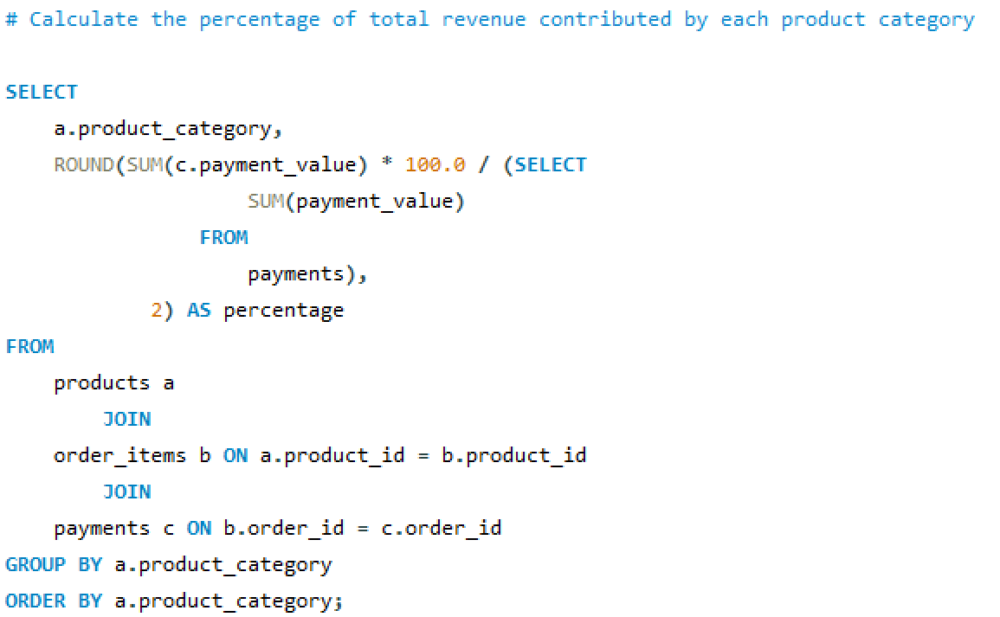 # Calculate the percentage of total revenue contributed by each product category
SELECT
a.product_category,
ROUND(SUM(c.payment_value) * 100.0 / (SELECT
SUM(payment_value)
FROM
payments),
2) AS percentage
FROM
products a
JOIN
order_items b ON a.product_id = b.product_id
JOIN
payments c ON b.order_id = c.order_id
GROUP BY a.product_category
ORDER BY a.product_category;